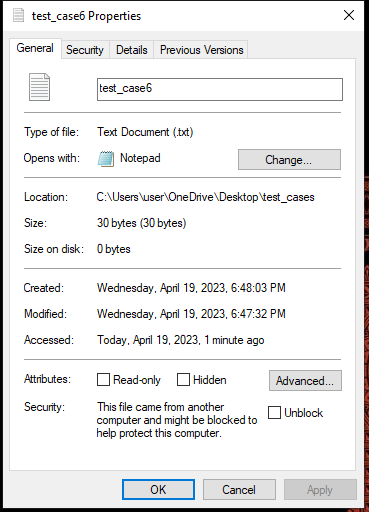 test_case6 Properties
General Security Details Previous Versions
test_case6
Type of file: Text Document (.txt)
Opens with: Notepad Change...
Location: C:\Users\user\OneDrive\Desktop\test_cases
Size: 30 bytes (30 bytes)
Size on disk: 0 bytes
Created: Wednesday, April 19, 2023, 6:48:03 PM
Modified: Wednesday, April 19, 2023, 6:47:32 PM
Accessed: Today, April 19, 2023, 1 minute ago
Attributes: Read-only Hidden Advanced...
Security: This file came from another
computer and might be blocked to
help protect this computer.
Unblock
OK Cancel Apply